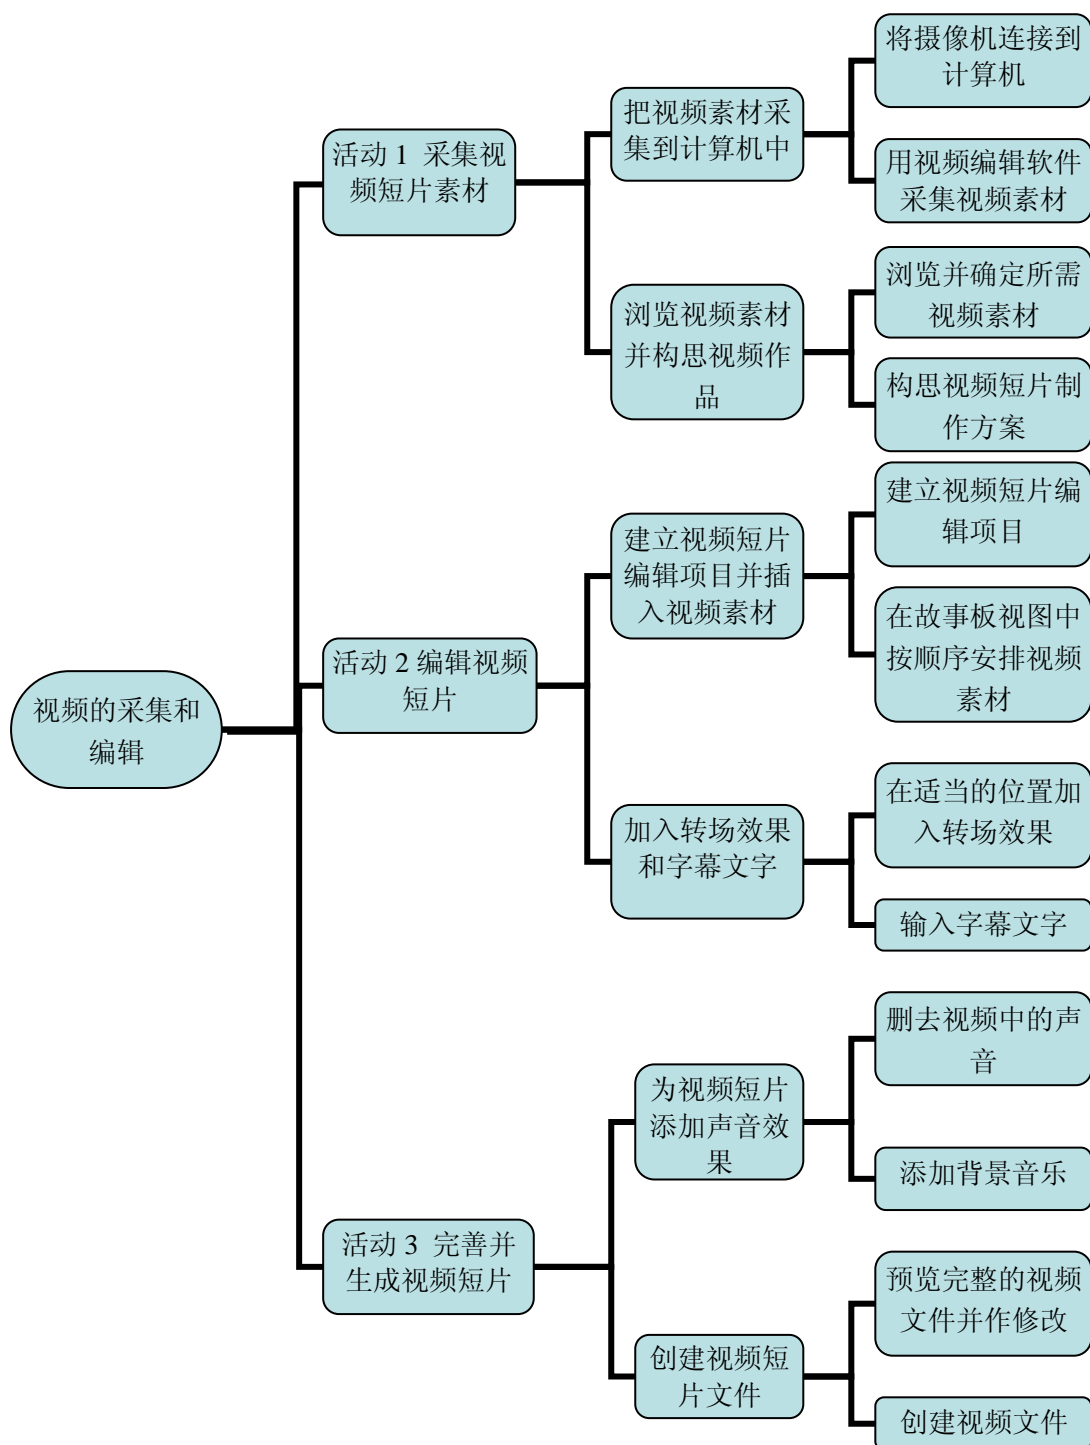 视频的采集和
编辑
活动 1  采集视
频短片素材
把视频素材采
集到计算机中
将摄像机连接到
计算机
用视频编辑软件
采集视频素材
浏览视频素材
并构思视频作
品
浏览并确定所需
视频素材
构思视频短片制
作方案
活动 2 编辑视频
短片
建立视频短片
编辑项目并插
入视频素材
建立视频短片编
辑项目
在故事板视图中
按顺序安排视频
素材
加入转场效果
和字幕文字
在适当的位置加
入转场效果
输入字幕文字
活动 3  完善并
生成视频短片
为视频短片
添加声音效
果
删去视频中的声
音
添加背景音乐
创建视频短
片文件
预览完整的视频
文件并作修改
创建视频文件